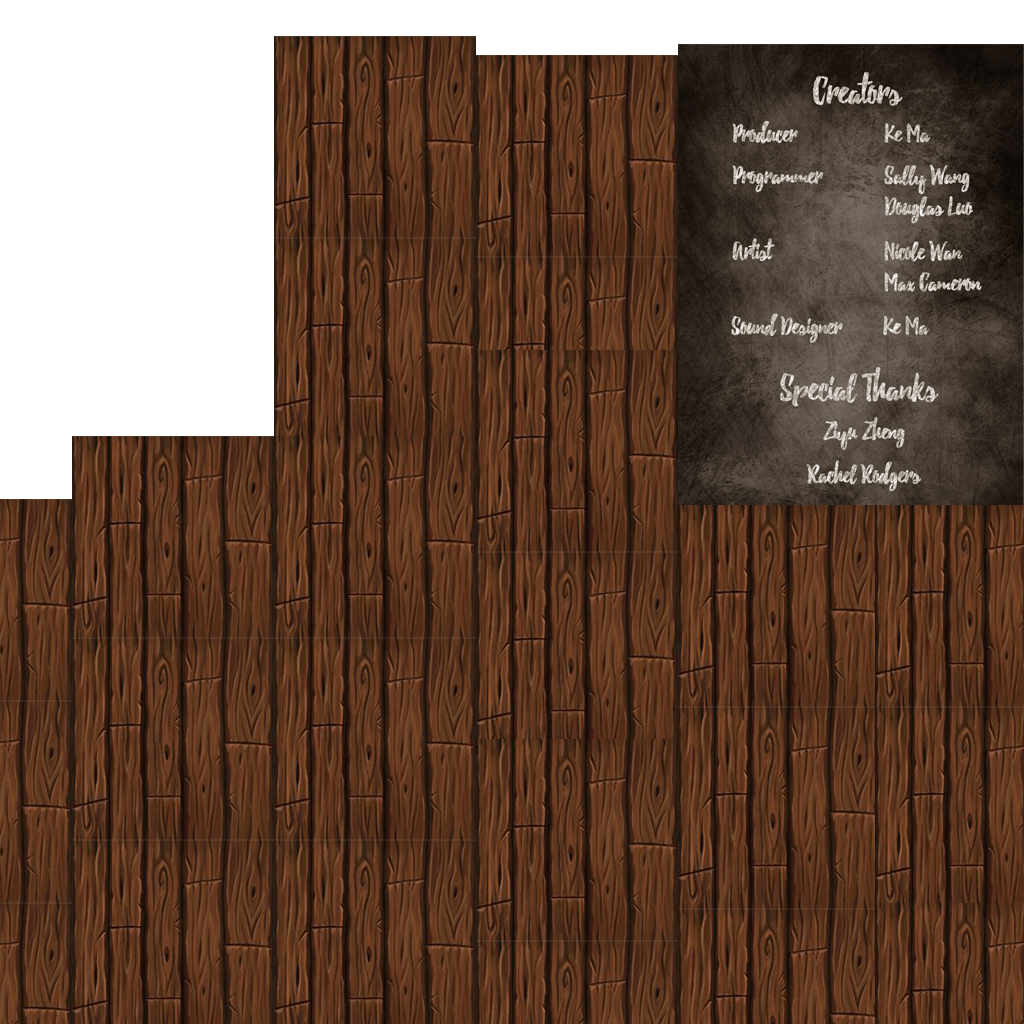 Creators
Producer Ke Ma
Programmer Sally Wang
Douglas Luo
Artist Nicole Wan
Max Cameron
Sound Designer Ke Ma
Special Thanks
Ziyu Zheng
Rachel Rodgers